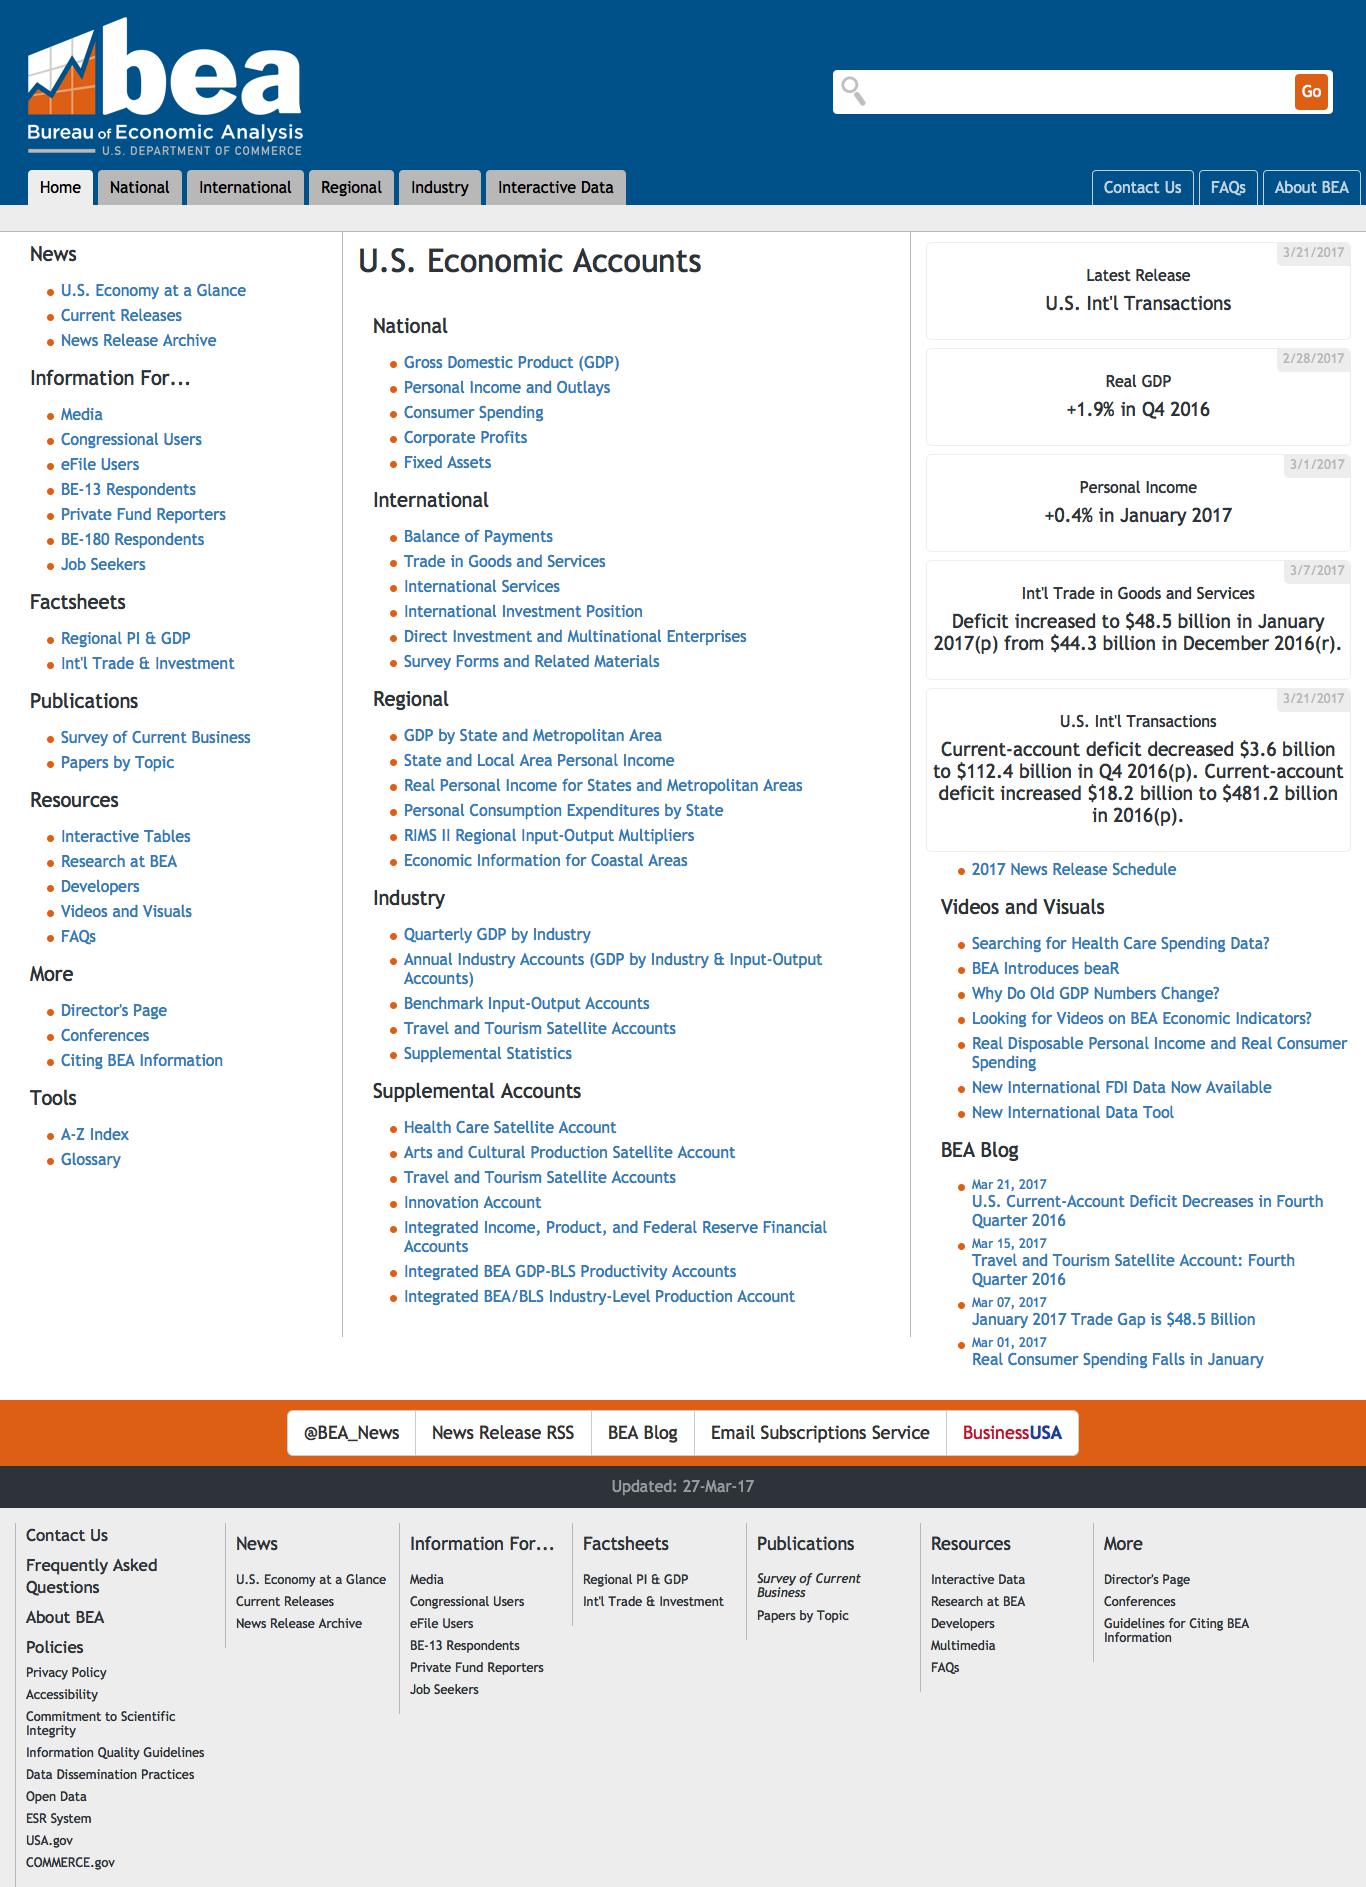 bea
Bureau of Economic Analysis
U.S. DEPARTMENT OF COMMERCE
Go
Home
National
International
Regional
Industry
Interactive Data
Contact Us
FAQs
About BEA
News
U.S. Economy at a Glance
Current Releases
News Release Archive
Information For...
Media
Congressional Users
eFile Users
BE-13 Respondents
Private Fund Reporters
BE-180 Respondents
Job Seekers
Factsheets
Regional PI & GDP
Int'l Trade & Investment
Publications
Survey of Current Business
Papers by Topic
Resources
Interactive Tables
Research at BEA
Developers
Videos and Visuals
FAQs
More
Director's Page
Conferences
Citing BEA Information
Tools
A-Z Index
Glossary
U.S. Economic Accounts
National
Gross Domestic Product (GDP)
Personal Income and Outlays
Consumer Spending
Corporate Profits
Fixed Assets
International
Balance of Payments
Trade in Goods and Services
International Services
International Investment Position
Direct Investment and Multinational Enterprises
Survey Forms and Related Materials
Regional
GDP by State and Metropolitan Area
State and Local Area Personal Income
Real Personal Income for States and Metropolitan Areas
Personal Consumption Expenditures by State
RIMS II Regional Input-Output Multipliers
Economic Information for Coastal Areas
Industry
Quarterly GDP by Industry
Annual Industry Accounts (GDP by Industry & Input-Output
Accounts)
Benchmark Input-Output Accounts
Travel and Tourism Satellite Accounts
Supplemental Statistics
Supplemental Accounts
Health Care Satellite Account
Arts and Cultural Production Satellite Account
Travel and Tourism Satellite Accounts
Innovation Account
Integrated Income, Product, and Federal Reserve Financial
Accounts
Integrated BEA GDP-BLS Productivity Accounts
Integrated BEA/BLS Industry-Level Production Account
3/21/2017
Latest Release
U.S. Int'l Transactions
2/28/2017
Real GDP
+1.9% in Q4 2016
3/1/2017
Personal Income
+0.4% in January 2017
3/7/2017
Int'l Trade in Goods and Services
Deficit increased to $48.5 billion in January
2017(p) from $44.3 billion in December 2016(r).
3/21/2017
U.S. Int'l Transactions
Current-account deficit decreased $3.6 billion
to $112.4 billion in Q4 2016(p). Current-account
deficit increased $18.2 billion to $481.2 billion
in 2016(p).
2017 News Release Schedule
Videos and Visuals
Searching for Health Care Spending Data?
BEA Introduces beaR
Why Do Old GDP Numbers Change?
Looking for Videos on BEA Economic Indicators?
Real Disposable Personal Income and Real Consumer
Spending
New International FDI Data Now Available
New International Data Tool
BEA Blog
Mar 21, 2017
U.S. Current-Account Deficit Decreases in Fourth
Quarter 2016
Mar 15, 2017
Travel and Tourism Satellite Account: Fourth
Quarter 2016
Mar 07, 2017
January 2017 Trade Gap is $48.5 Billion
Mar 01, 2017
Real Consumer Spending Falls in January
@BEA_News
News Release RSS
BEA Blog
Email Subscriptions Service
BusinessUSA
Updated: 27-Mar-17
Contact Us
Frequently Asked
Questions
About BEA
Policies
Privacy Policy
Accessibility
Commitment to Scientific
Integrity
Information Quality Guidelines
Data Dissemination Practices
Open Data
ESR System
USA.gov
COMMERCE.gov
News
U.S. Economy at a Glance
Current Releases
News Release Archive
Information For...
Media
Congressional Users
eFile Users
BE-13 Respondents
Private Fund Reporters
Job Seekers
Factsheets
Regional PI & GDP
Int'l Trade & Investment
Publications
Survey of Current
Business
Papers by Topic
Resources
Interactive Data
Research at BEA
Developers
Multimedia
FAQs
More
Director's Page
Conferences
Guidelines for Citing BEA
Information